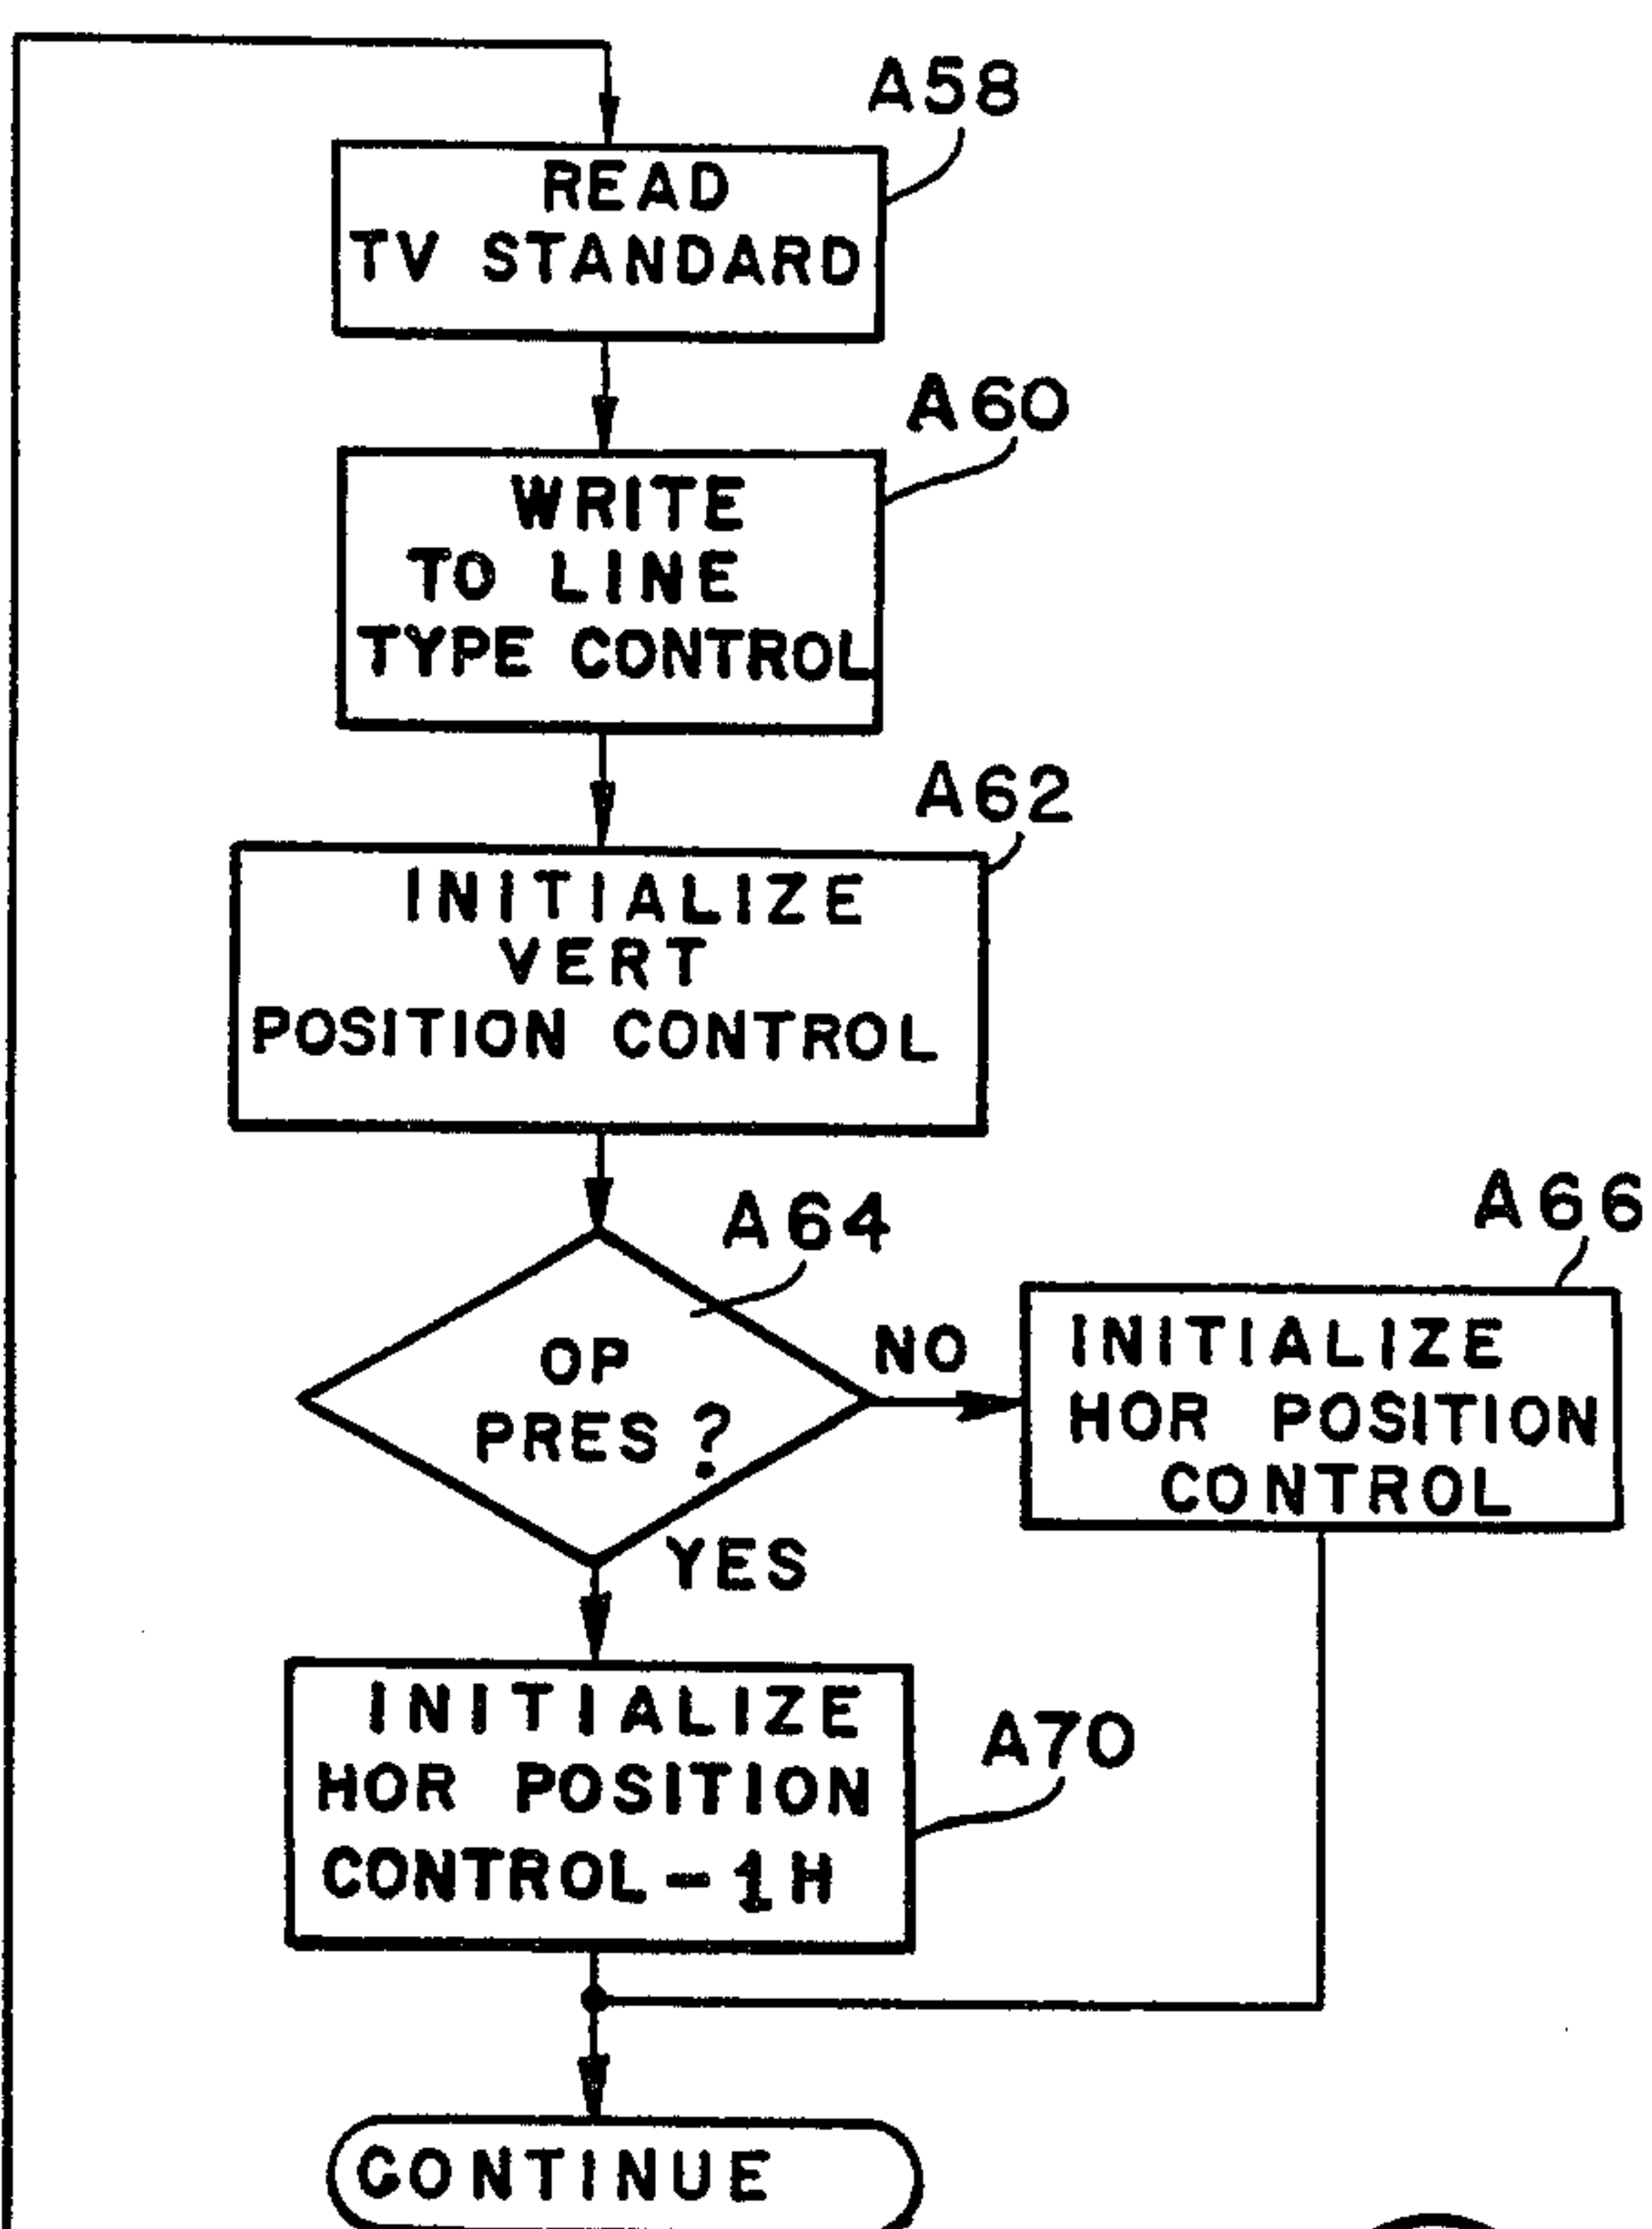 A58
READ
TV STANDARD
A60
WRITE
TO LINE
TYPE CONTROL
A62
INITIALIZE
VERT
POSITION CONTROL
A64
OP
PRES?
NO
A66
INITIALIZE
HOR POSITION
CONTROL
YES
INITIALIZE
HOR POSITION
CONTROL-1H
A70
CONTINUE